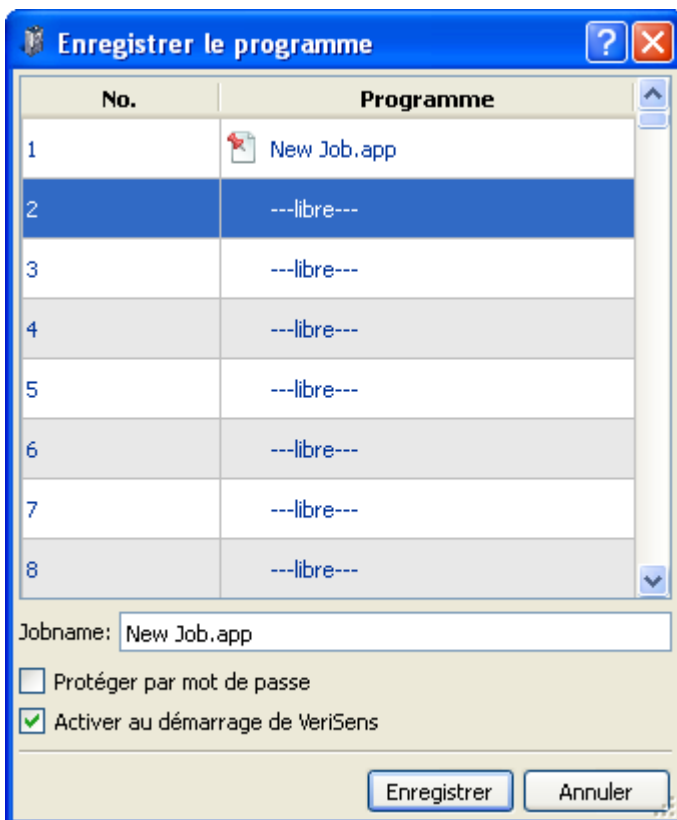 Enregistrer le programme
No. Programme
1 New Job.app
2 ---libre---
3 ---libre---
4 ---libre---
5 ---libre---
6 ---libre---
7 ---libre---
8 ---libre---
Jobname: New Job.app
Protéger par mot de passe
Activer au démarrage de VeriSens
Enregistrer Annuler